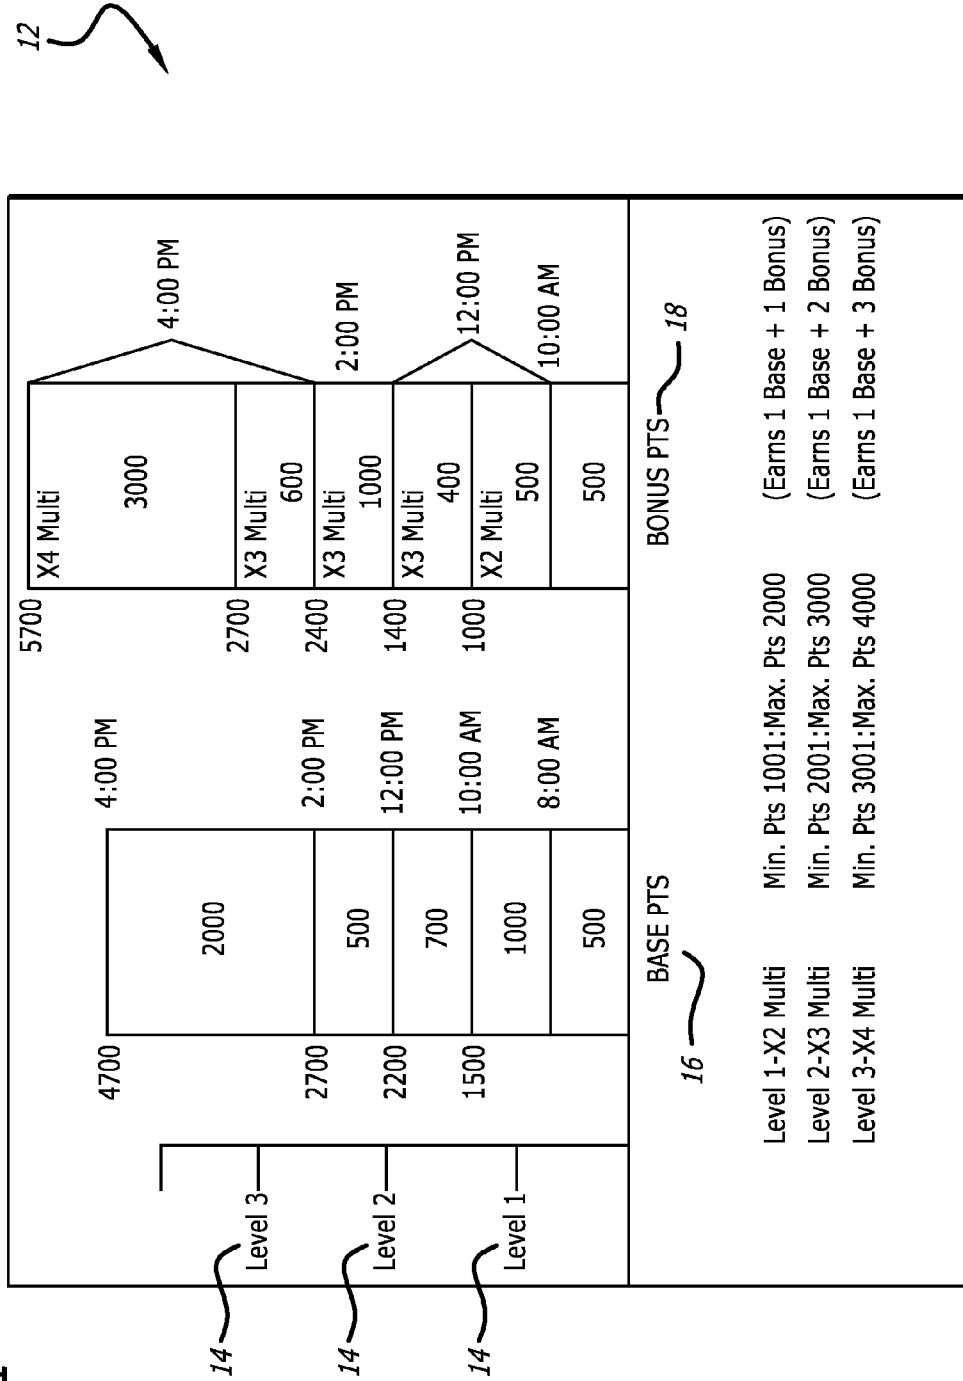 12
5700
X4 Multi
3000
4:00 PM
4700
4:00 PM
2700
X3 Multi
600
2400
X3 Multi
1000
2:00 PM
1400
X3 Multi
400
12:00 PM
1000
X2 Multi
500
10:00 AM
500
2000
2700
2:00 PM
500
2200
12:00 PM
700
1500
10:00 AM
1000
8:00 AM
500
14
Level 3
14
Level 2
14
Level 1
BASE PTS
16
BONUS PTS
18
Level 1-X2 Multi Min. Pts 1001:Max. Pts 2000 (Earns 1 Base + 1 Bonus)
Level 2-X3 Multi Min. Pts 2001:Max. Pts 3000 (Earns 1 Base + 2 Bonus)
Level 3-X4 Multi Min. Pts 3001:Max. Pts 4000 (Earns 1 Base + 3 Bonus)